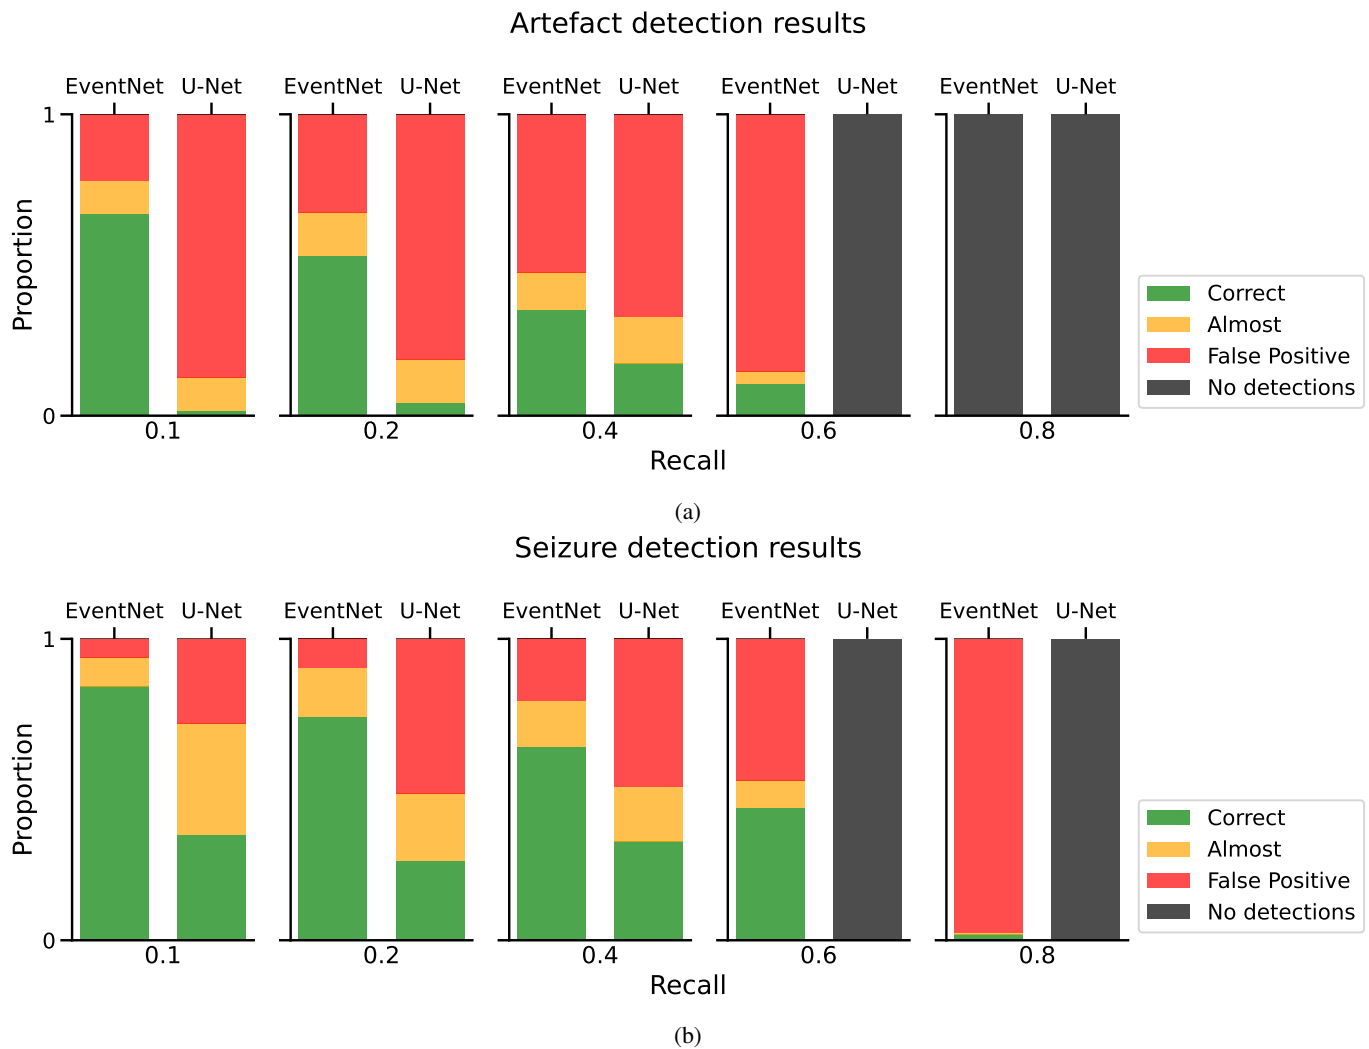 Artefact detection results
EventNet U-Net EventNet U-Net EventNet U-Net EventNet U-Net EventNet U-Net
1
Proportion
Correct
Almost
False Positive
No detections
0
0.1 0.2 0.4 0.6 0.8
Recall
(a)
Seizure detection results
EventNet U-Net EventNet U-Net EventNet U-Net EventNet U-Net EventNet U-Net
1
Proportion
Correct
Almost
False Positive
No detections
0
0.1 0.2 0.4 0.6 0.8
Recall
(b)